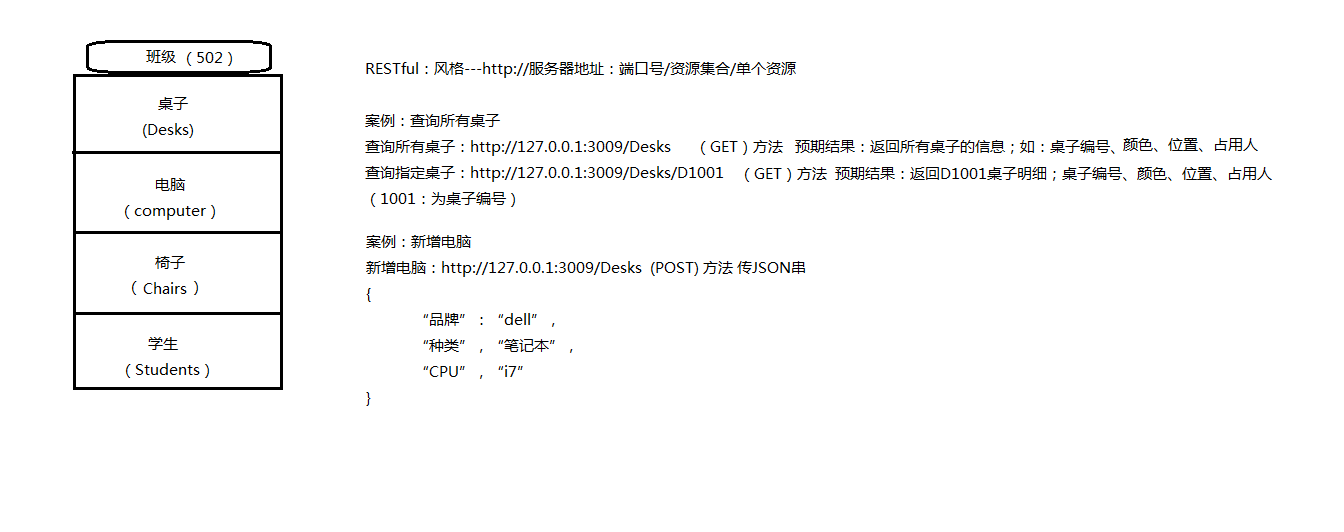 班级 （502）
桌子
(Desks)
电脑
（computer）
椅子
（ Chairs ）
学生
（Students）
RESTful：风格---http://服务器地址：端口号/资源集合/单个资源
案例：查询所有桌子
查询所有桌子：http://127.0.0.1:3009/Desks （GET）方法 预期结果：返回所有桌子的信息；如：桌子编号、颜色、位置、占用人
查询指定桌子：http://127.0.0.1:3009/Desks/D1001 （GET）方法 预期结果：返回D1001桌子明细；桌子编号、颜色、位置、占用人
（1001：为桌子编号）
案例：新增电脑
新增电脑：http://127.0.0.1:3009/Desks (POST) 方法 传JSON串
{
“品牌” ：“dell” ，
“种类” ，“笔记本” ，
“CPU” ，“i7”
}